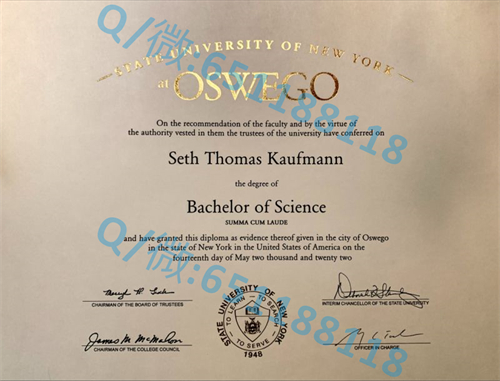 STATE UNIVERSITY OF NEW YORK
at OSWEGO
On the recommendation of the faculty and by the virtue of
the authority vested in them the trustees of the university have conferred on
Seth Thomas Kaufmann
the degree of
Bachelor of Science
SUMMA CUM LAUDE
and have granted this diploma as evidence thereof given in the city of Oswego
in the state of New York in the United States of America on the
fourteenth day of May two thousand and twenty two
CHAIRMAN OF THE BOARD OF TRUSTEES
INTERIM CHANCELLOR OF THE STATE UNIVERSITY
James M. McMahon
CHAIRMAN OF THE COLLEGE COUNCIL
OFFICER IN CHARGE
STATE UNIVERSITY OF NEW YORK
TO LEARN TO SEARCH TO SERVE
1948
Q/微:651188118
Q/微:651188118